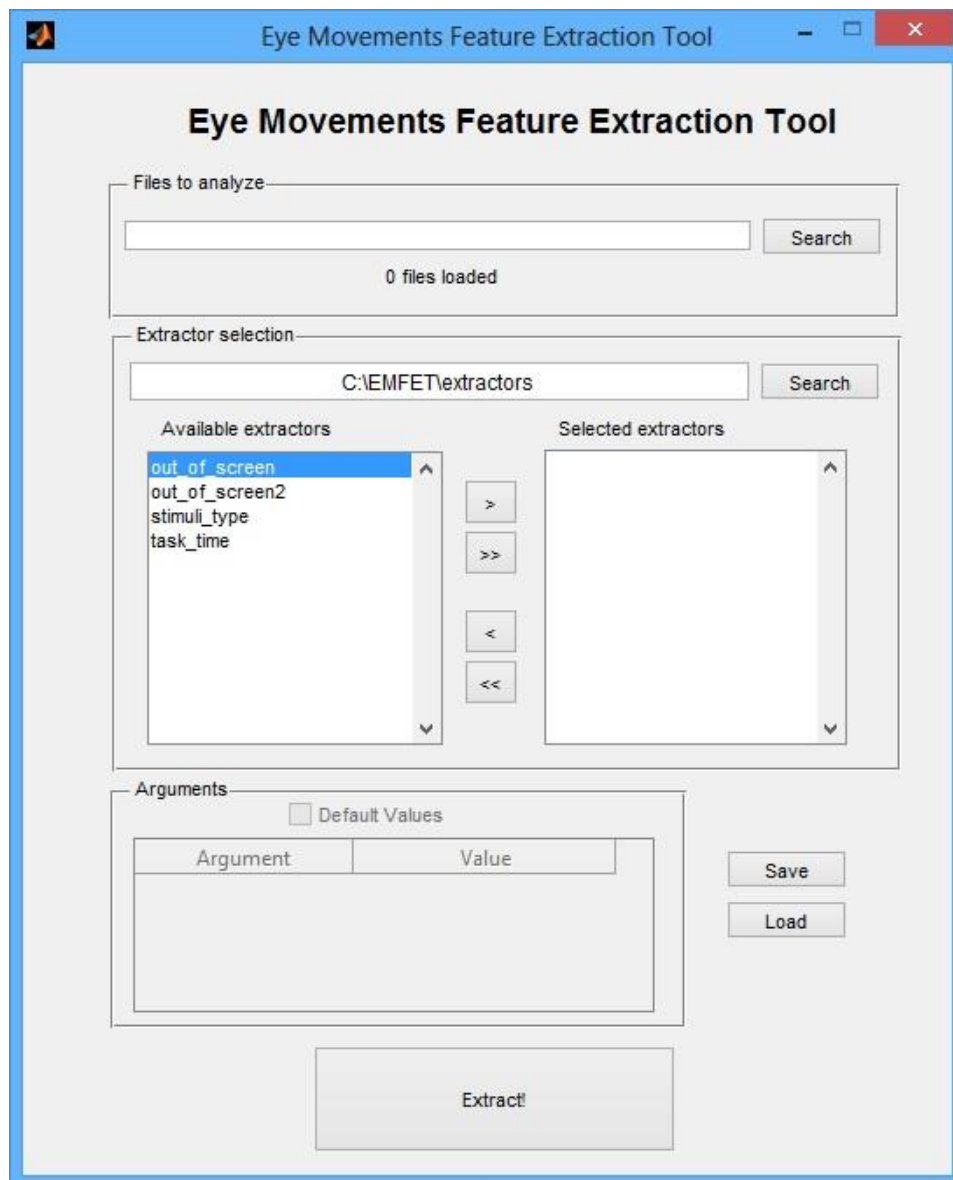 Eye Movements Feature Extraction Tool
Eye Movements Feature Extraction Tool
Files to analyze
Search
0 files loaded
Extractor selection
C:\EMFET\extractors
Search
Available extractors
Selected extractors
out_of_screen
out_of_screen2
stimuli_type
task_time
>
>>
<
<<
Arguments
Default Values
Argument Value
Save
Load
Extract!